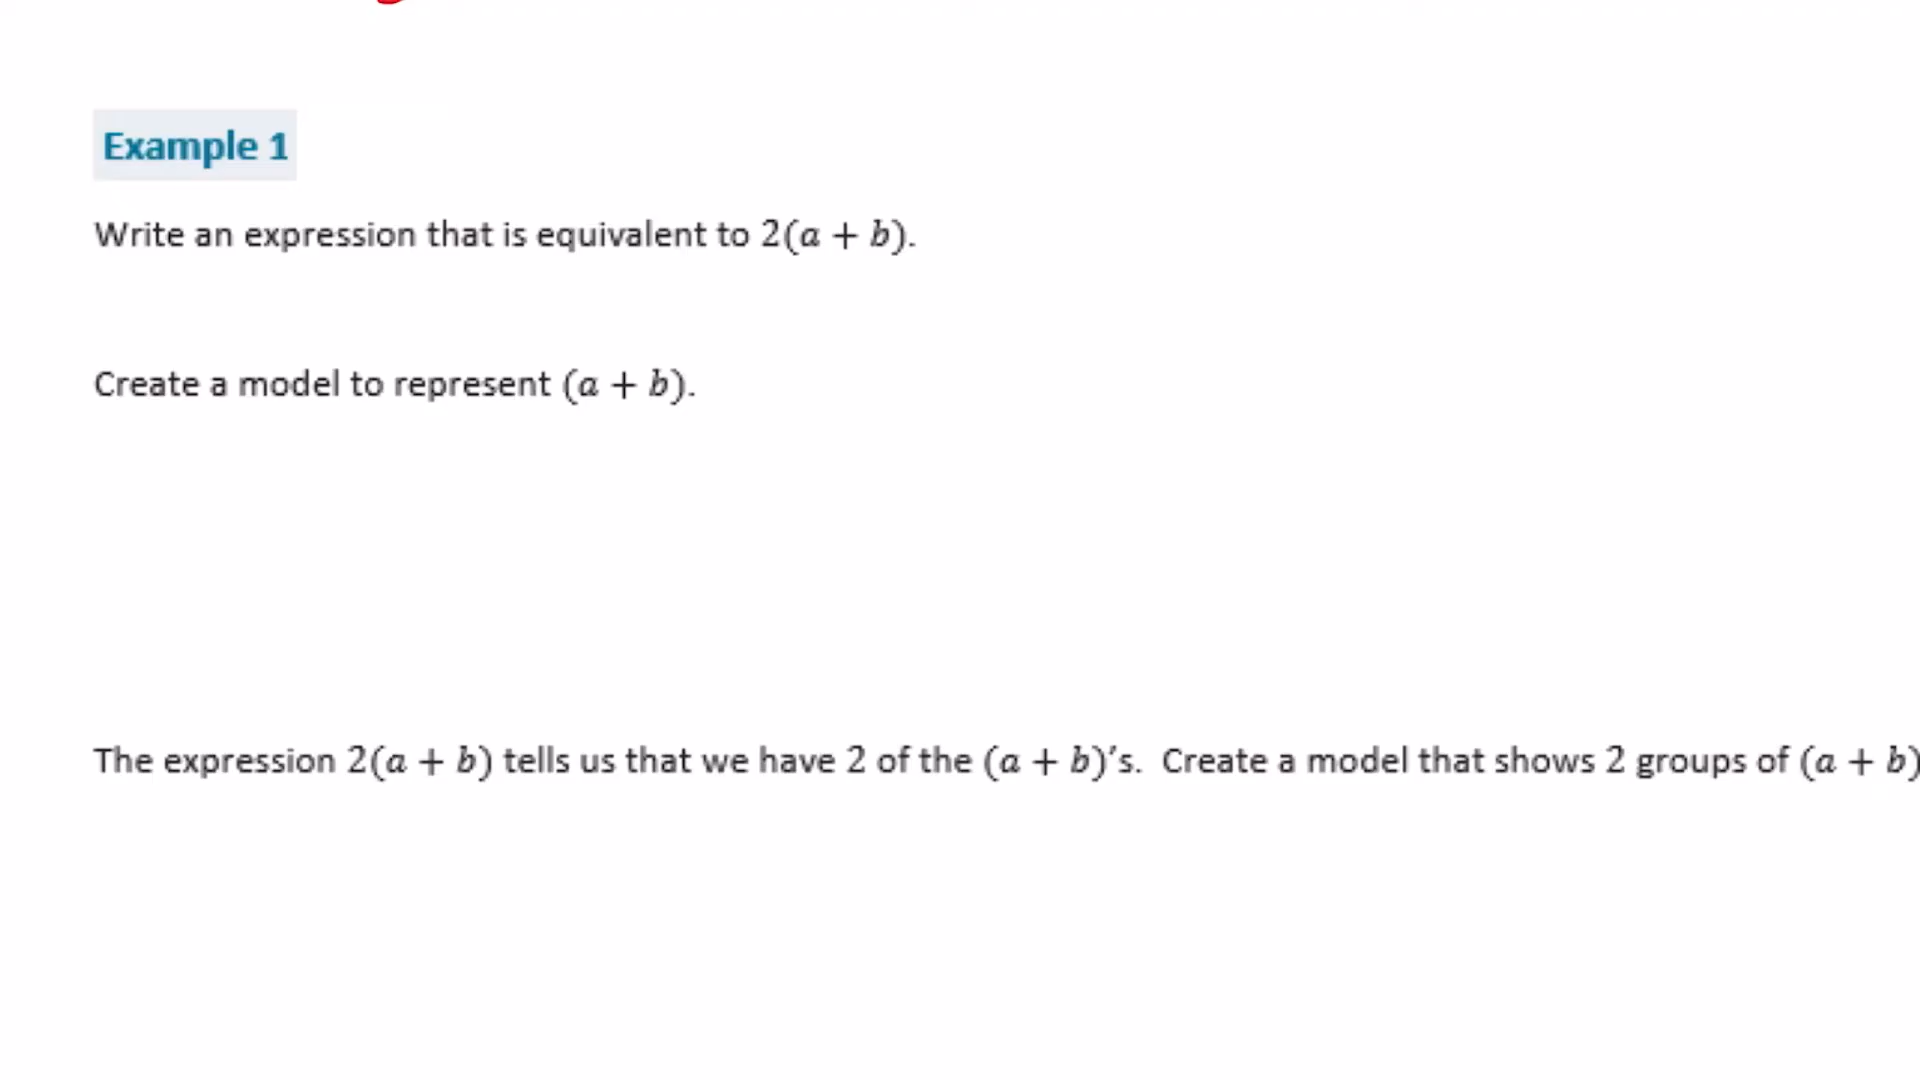 Example 1
Write an expression that is equivalent to 2(a + b).
Create a model to represent (a + b).
The expression 2(a + b) tells us that we have 2 of the (a + b)’s. Create a model that shows 2 groups of (a + b)